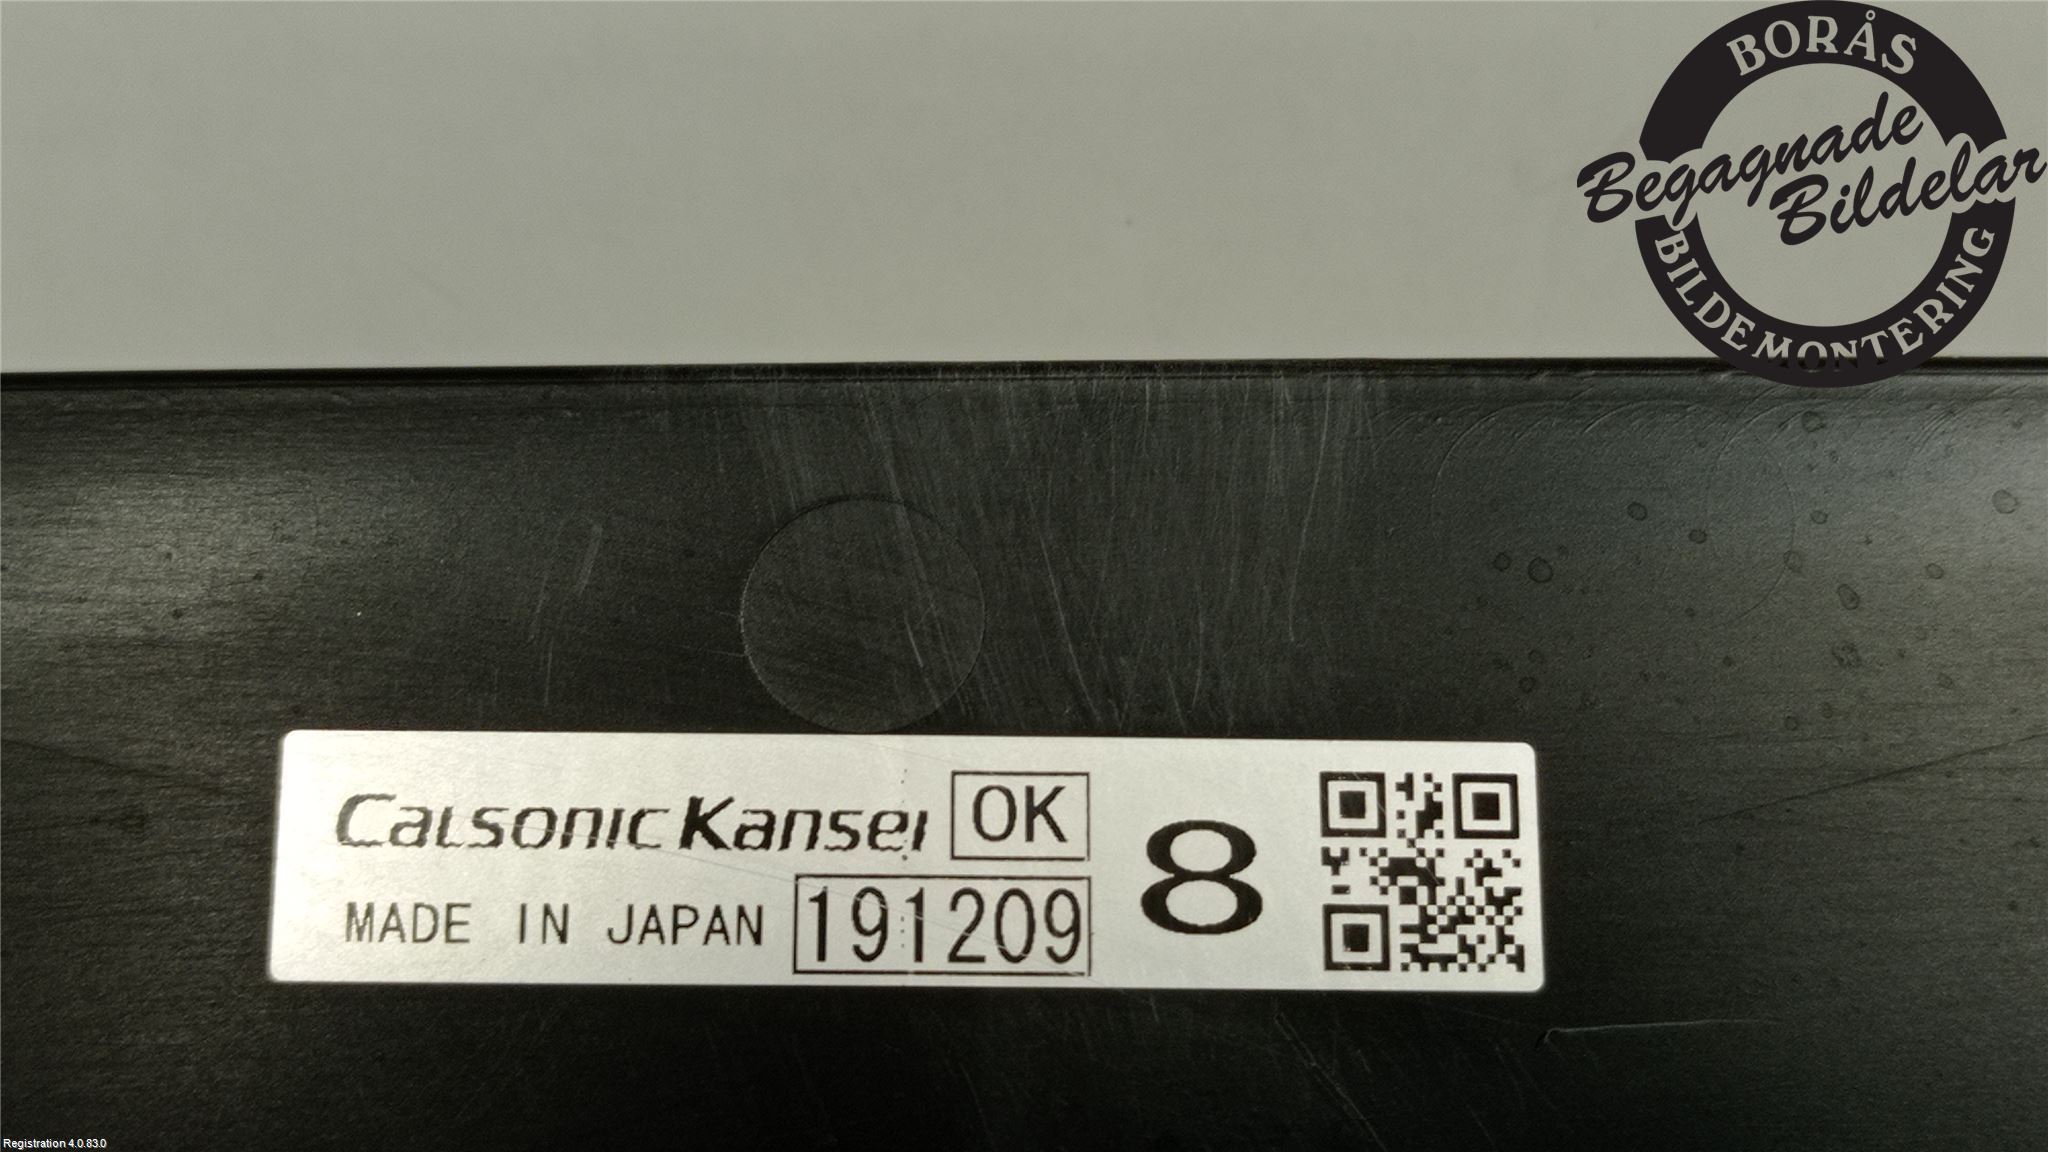 BORÅS
Begagnade
Bildelar
BILDEMONTERING
Calsonic Kansei OK
MADE IN JAPAN 191209
8
Registration 4.0.83.0